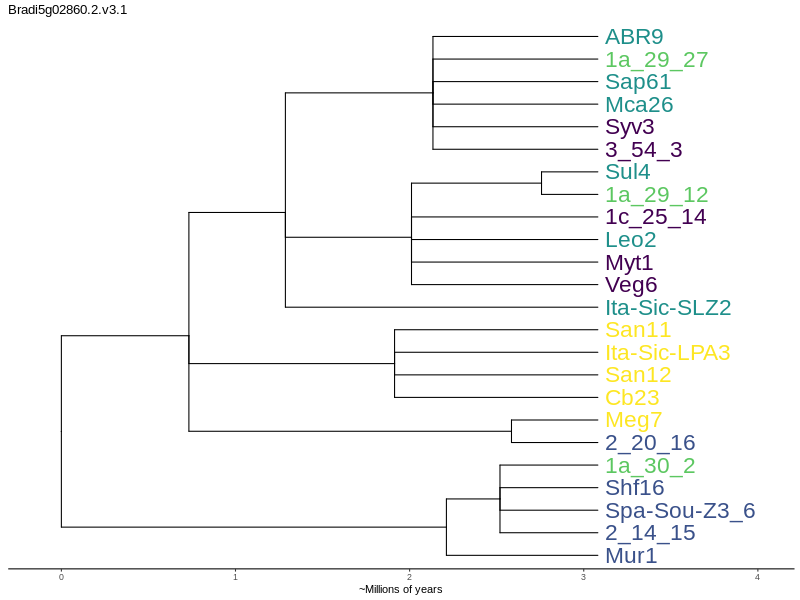 Bradi5g02860.2.v3.1
ABR9
1a_29_27
Sap61
Mca26
Syv3
3_54_3
Sul4
1a_29_12
1c_25_14
Leo2
Myt1
Veg6
Ita-Sic-SLZ2
San11
Ita-Sic-LPA3
San12
Cb23
Meg7
2_20_16
1a_30_2
Shf16
Spa-Sou-Z3_6
2_14_15
Mur1
0 1 2 3 4
~Millions of years